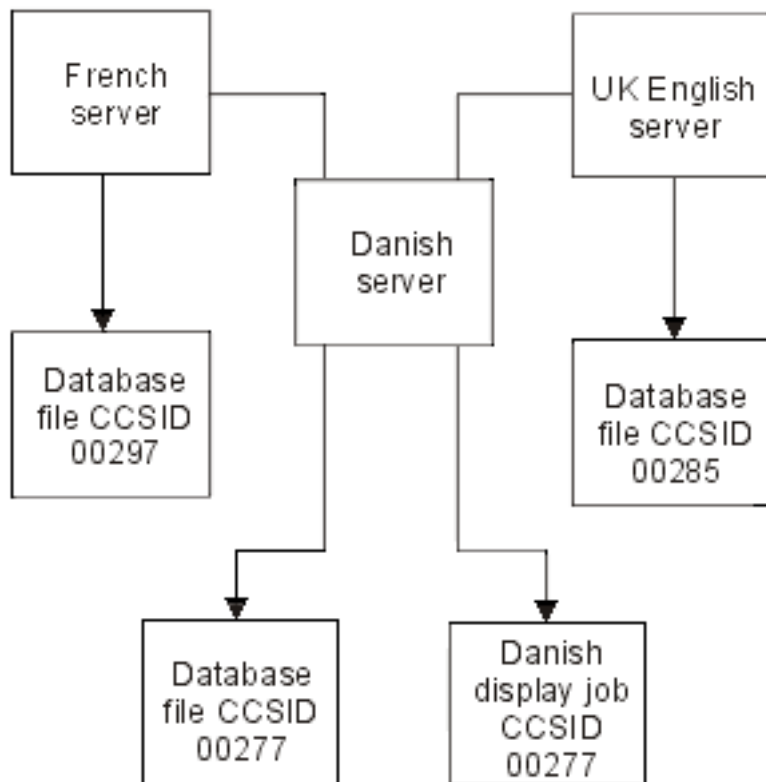 French
server
UK English
server
Danish
server
Database
file CCSID
00297
Database
file CCSID
00285
Database
file CCSID
00277
Danish
display job
CCSID
00277